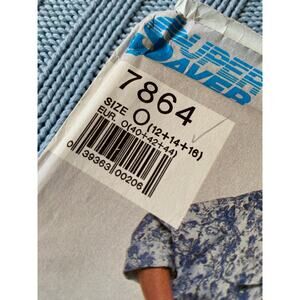 SUPER
SAVER
7864
SIZE O (12+14+16)
EUR. O(40+42+44)
0 39363 00206